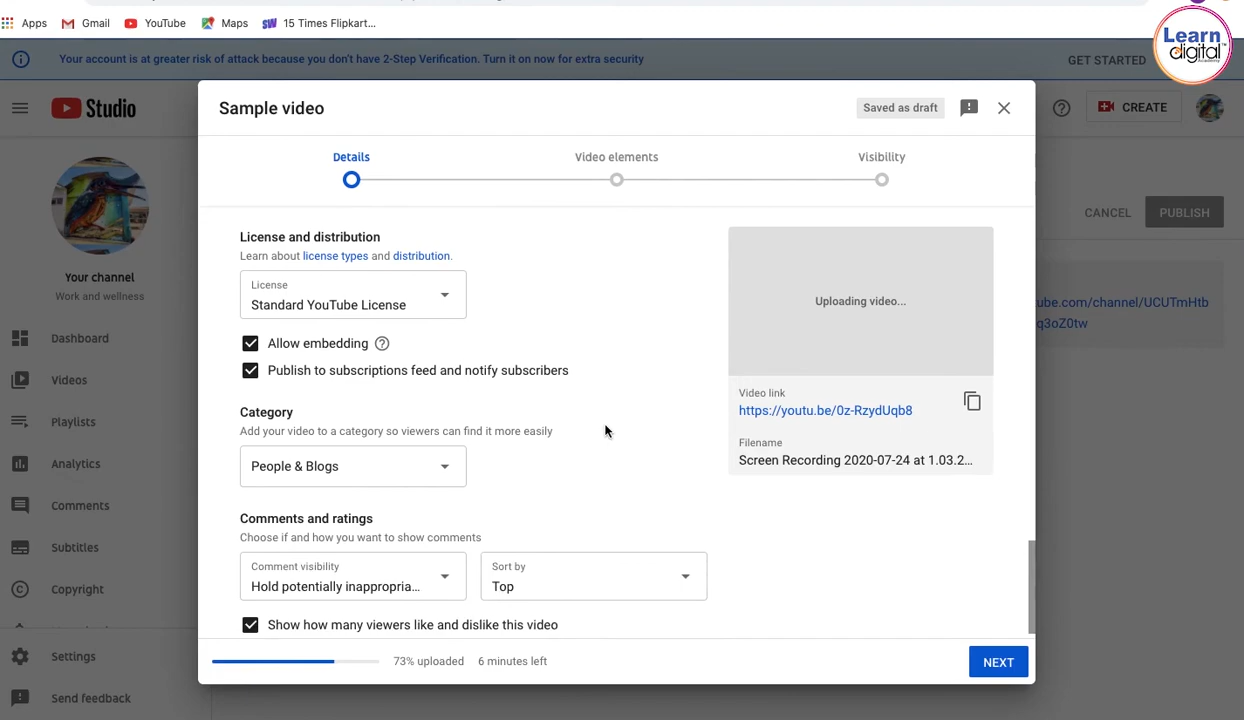 Apps
Gmail
YouTube
Maps
15 Times Flipkart...
Learn
digital
Your account is at greater risk of attack because you don't have 2-Step Verification. Turn it on now for extra security
GET STARTED
Studio
CREATE
Sample video
Saved as draft
Details
Video elements
Visibility
CANCEL
PUBLISH
Your channel
Work and wellness
Dashboard
Videos
Playlists
Analytics
Comments
Subtitles
Copyright
Settings
Send feedback
License and distribution
Learn about license types and distribution.
License
Standard YouTube License
Allow embedding
Publish to subscriptions feed and notify subscribers
Category
Add your video to a category so viewers can find it more easily
People & Blogs
Comments and ratings
Choose if and how you want to show comments
Comment visibility
Hold potentially inappropria...
Sort by
Top
Show how many viewers like and dislike this video
Uploading video...
Video link
https://youtu.be/0z-RzydUqb8
Filename
Screen Recording 2020-07-24 at 1.03.2...
ube.com/channel/UCUTmHtb
q3oZ0tw
73% uploaded
6 minutes left
NEXT